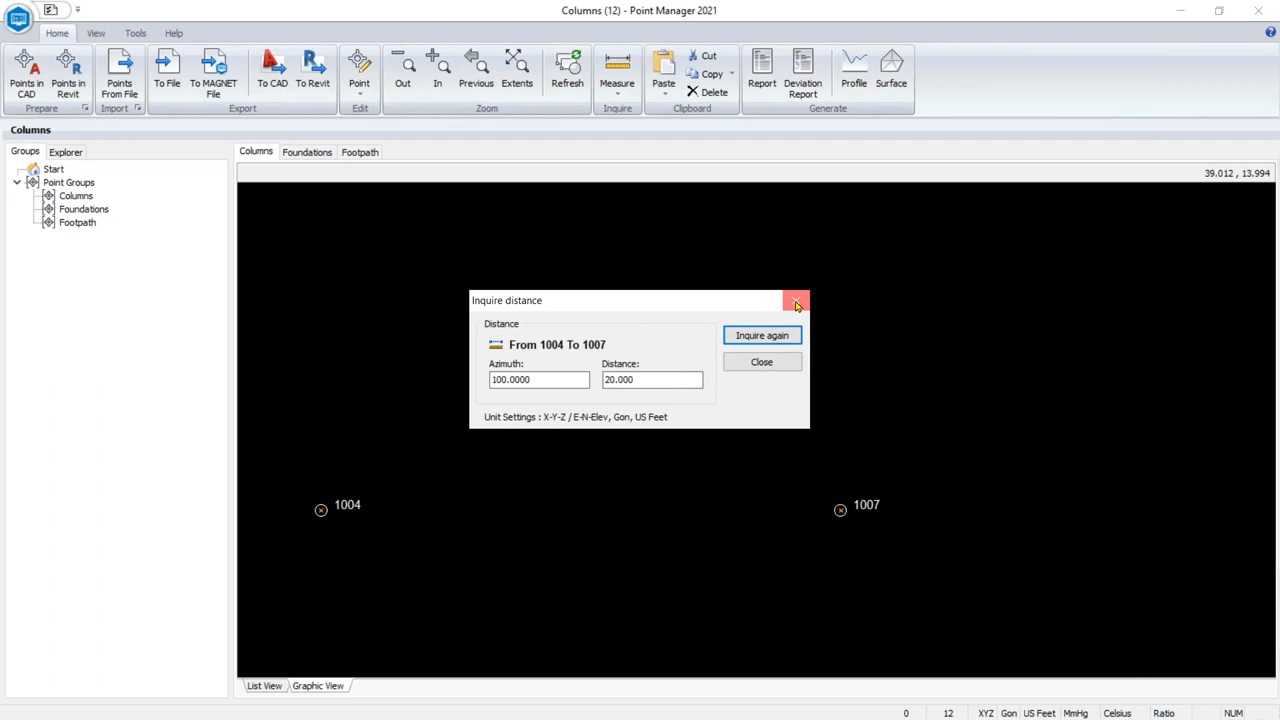 Columns (12) - Point Manager 2021
Home View Tools Help
Points in CAD
Points in Revit
Points From File
To File
To MAGNET File
To CAD
To Revit
Point
Out
In
Previous
Extents
Refresh
Measure
Paste
Cut
Copy
Delete
Report
Deviation Report
Profile
Surface
Prepare Import Export Edit Zoom Inquire Clipboard Generate
Columns
Groups Explorer
Columns Foundations Footpath
Start
Point Groups
Columns
Foundations
Footpath
39.012 , 13.994
Inquire distance
Distance
From 1004 To 1007
Azimuth: Distance:
100.0000 20.000
Inquire again
Close
Unit Settings : X-Y-Z / E-N-Elev, Gon, US Feet
1004
1007
List View Graphic View
0 12 XYZ Gon US Feet MmHg Celsius Ratio NUM